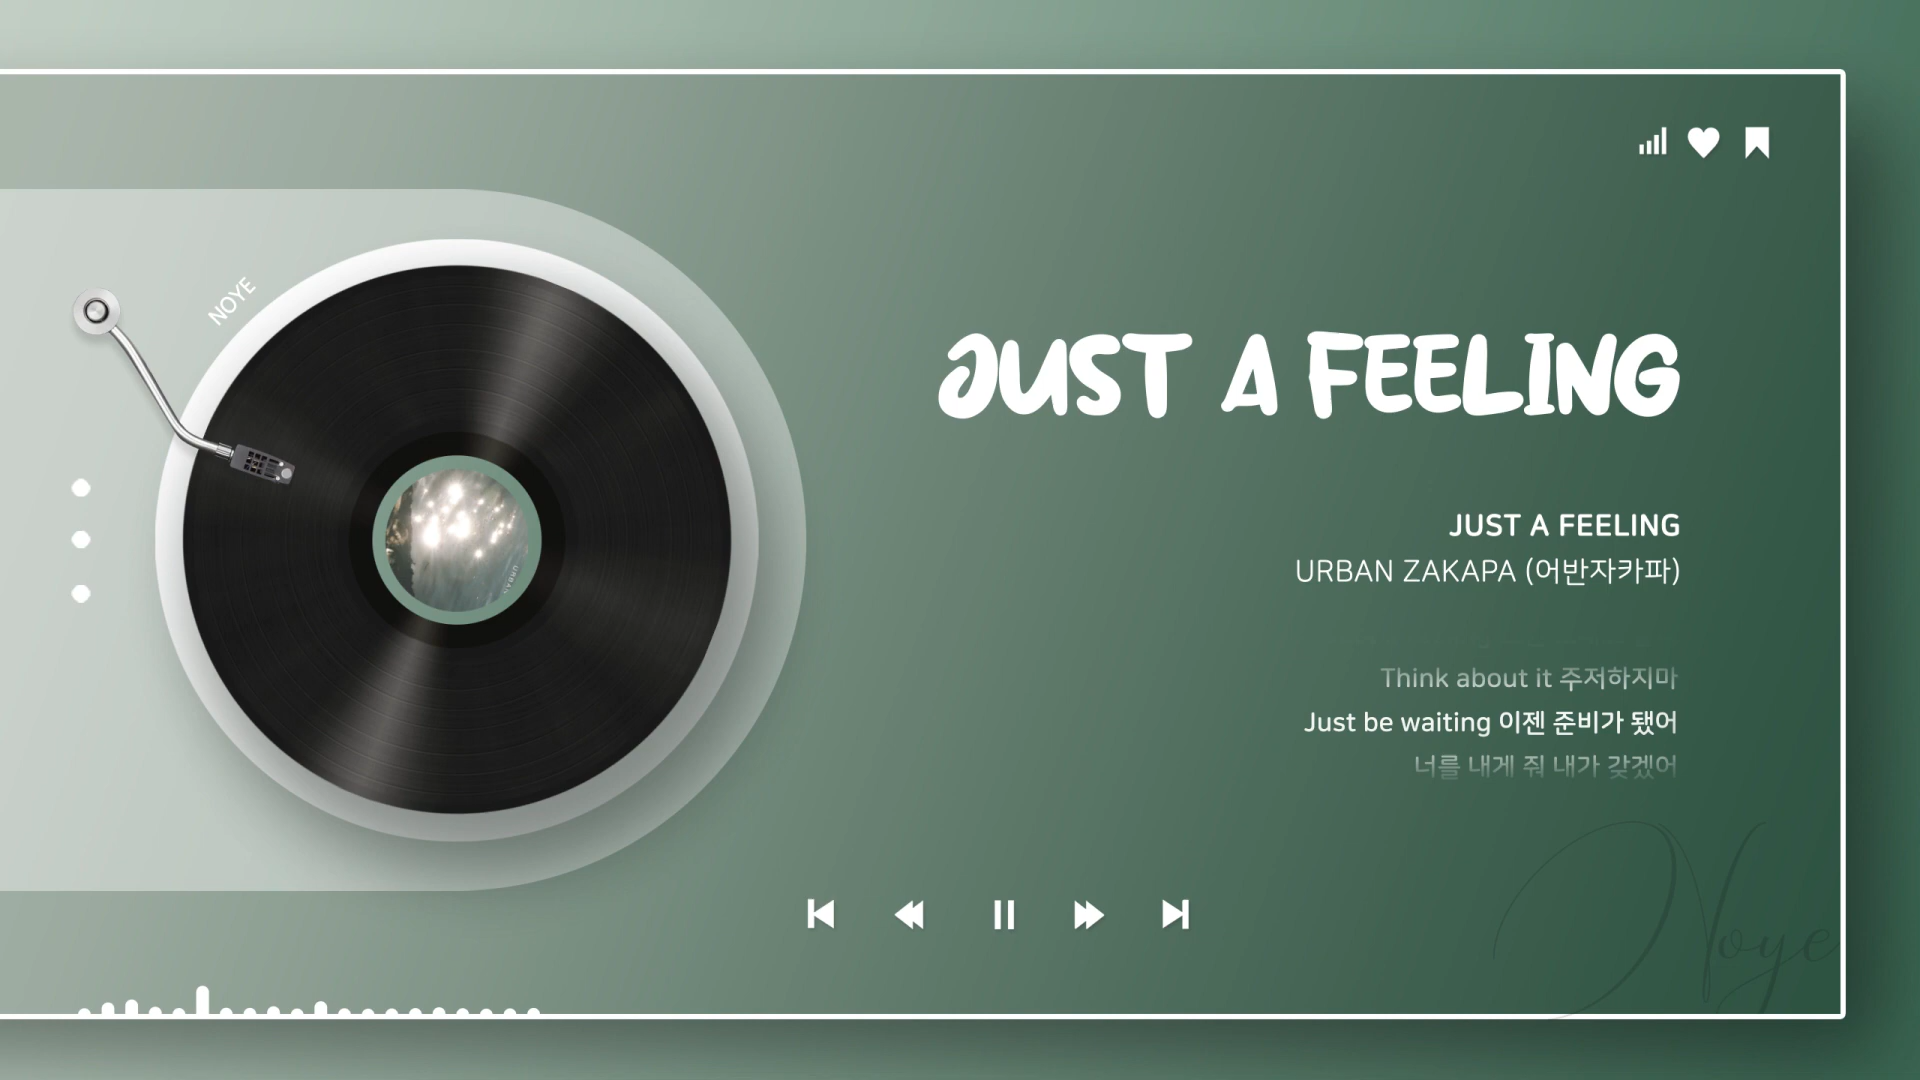 NOYE
JUST A FEELING
JUST A FEELING
URBAN ZAKAPA (어반자카파)
Think about it 주저하지마
Just be waiting 이젠 준비가 됐어
너를 내게 줘 내가 갖겠어
Noye